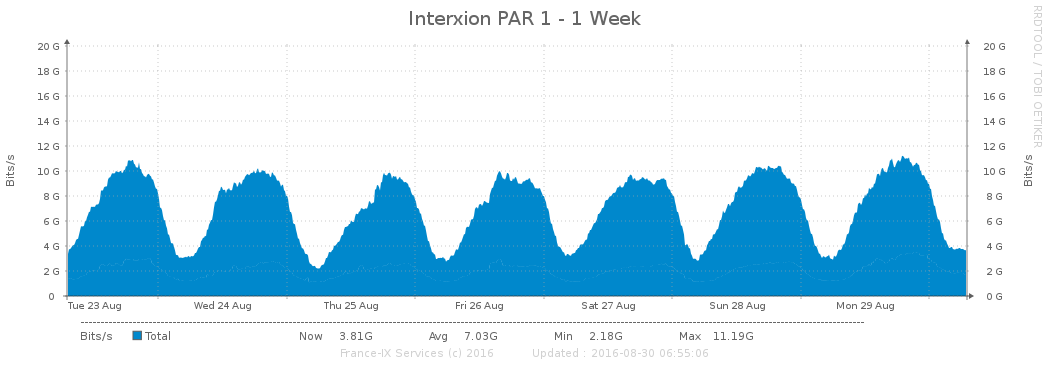 Interxion PAR 1 - 1 Week
RRDTOOL / TOBI OETIKER
Bits/s
Bits/s
20 G 20 G
18 G 18 G
16 G 16 G
14 G 14 G
12 G 12 G
10 G 10 G
8 G 8 G
6 G 6 G
4 G 4 G
2 G 2 G
0 0 G
Tue 23 Aug Wed 24 Aug Thu 25 Aug Fri 26 Aug Sat 27 Aug Sun 28 Aug Mon 29 Aug
Bits/s Total Now 3.81G Avg 7.03G Min 2.18G Max 11.19G
France-IX Services (c) 2016 Updated : 2016-08-30 06:55:06